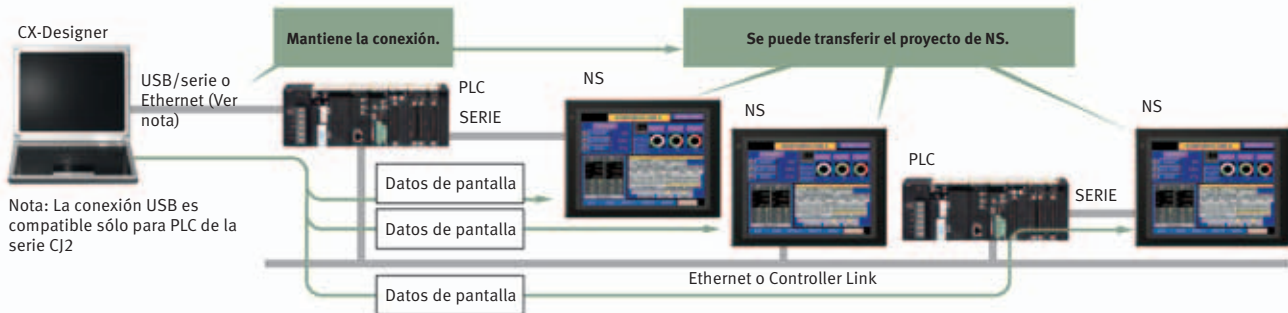 CX-Designer
Mantiene la conexión.
Se puede transferir el proyecto de NS.
USB/serie o
Ethernet (Ver
nota)
PLC
SERIE
NS
NS
NS
PLC
SERIE
Datos de pantalla
Datos de pantalla
Nota: La conexión USB es
compatible sólo para PLC de la
serie CJ2
Ethernet o Controller Link
Datos de pantalla